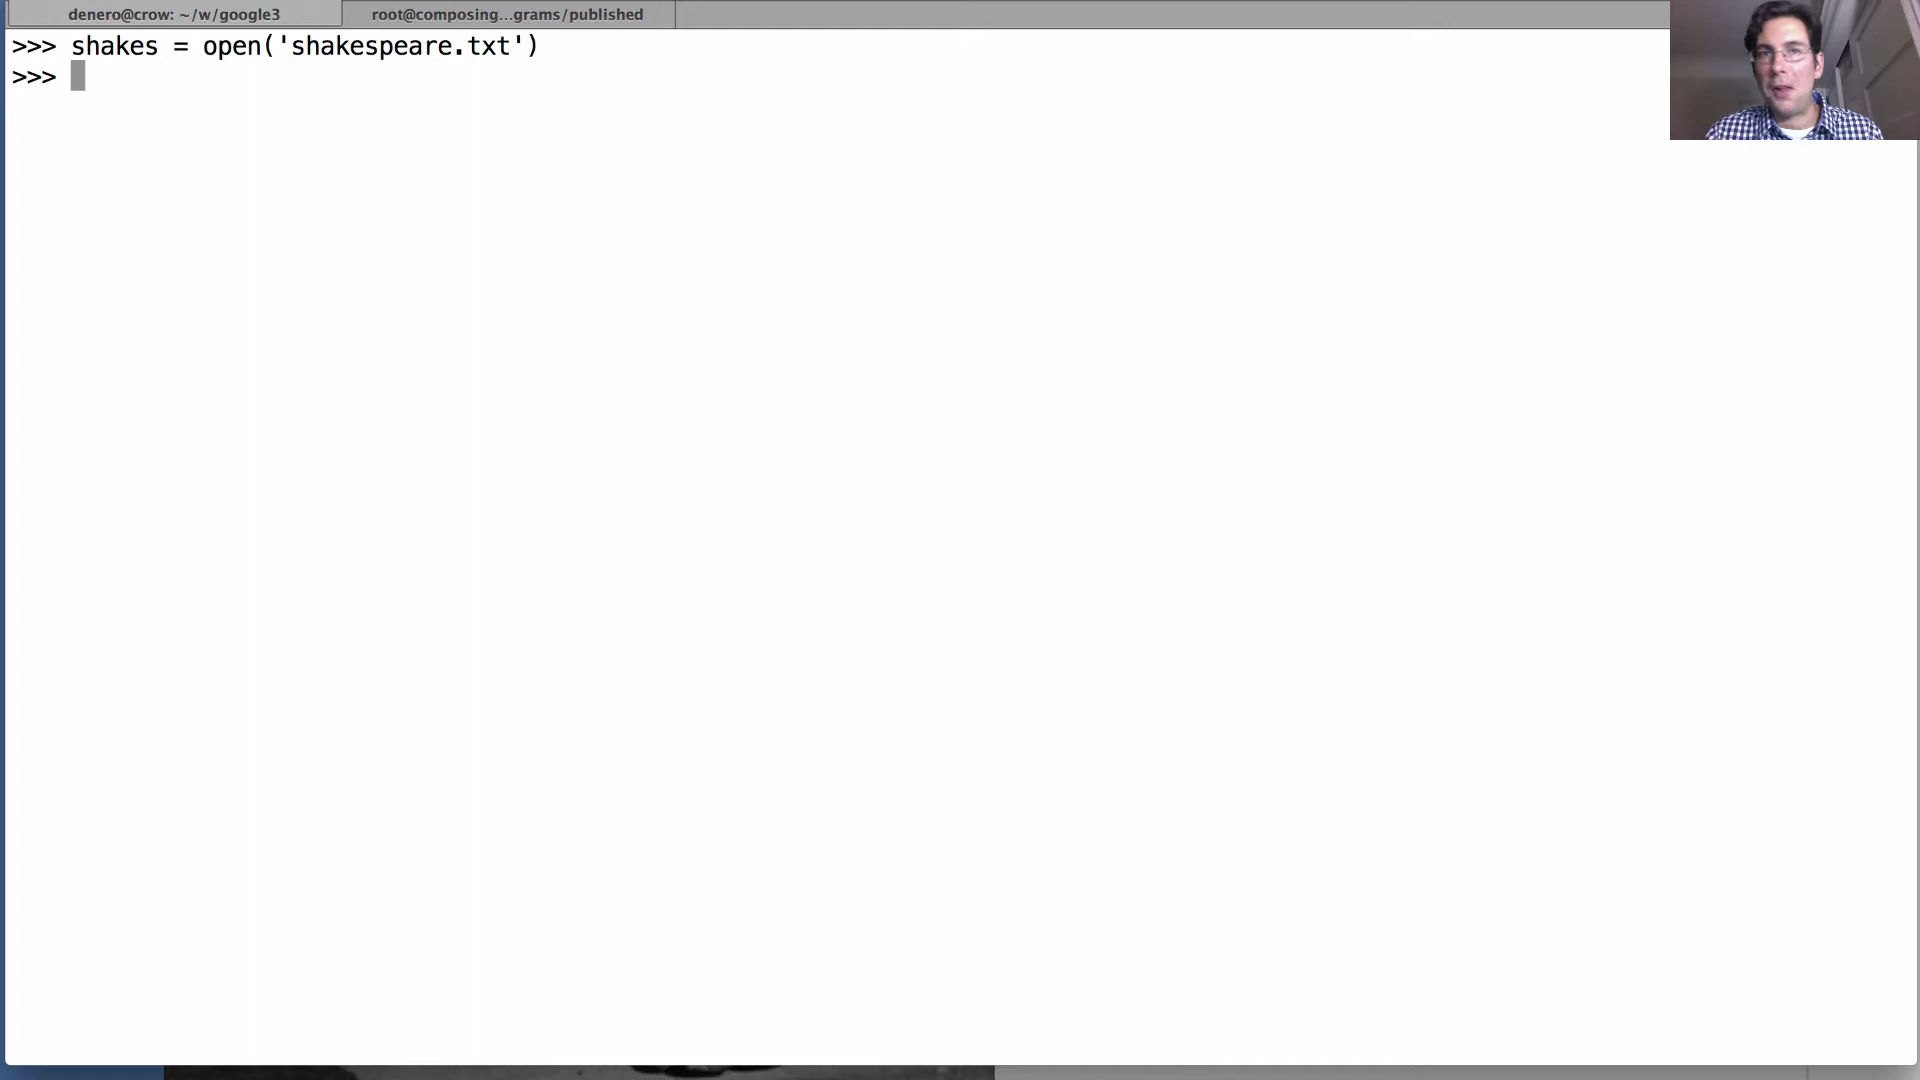 denero@crow: ~/w/google3
root@composing...grams/published
>>> shakes = open('shakespeare.txt')
>>>